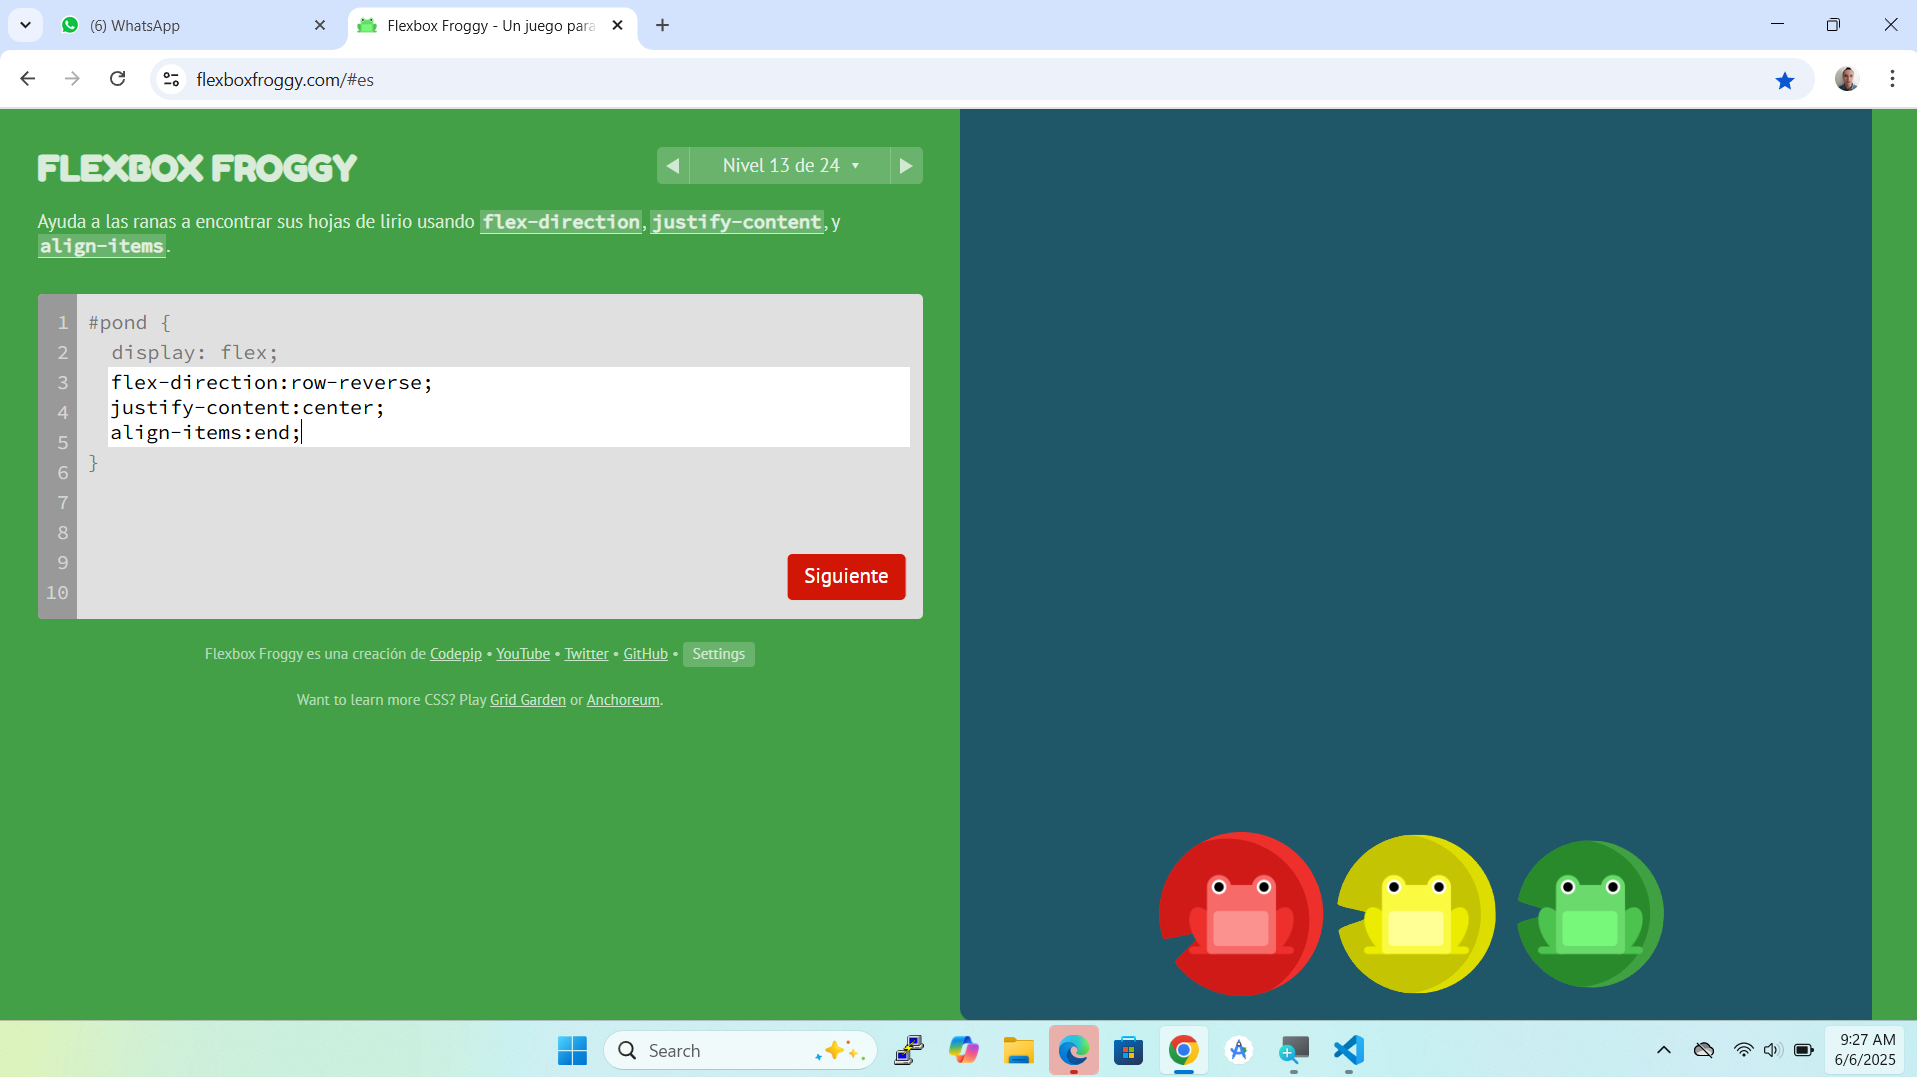 (6) WhatsApp
Flexbox Froggy - Un juego para
flexboxfroggy.com/#es
FLEXBOX FROGGY
Nivel 13 de 24
Ayuda a las ranas a encontrar sus hojas de lirio usando flex-direction, justify-content, y
align-items.
1 #pond {
2 display: flex;
3 flex-direction:row-reverse;
4 justify-content:center;
5 align-items:end;
6 }
7
8
9
10
Siguiente
Flexbox Froggy es una creación de Codepip • YouTube • Twitter • GitHub • Settings
Want to learn more CSS? Play Grid Garden or Anchoreum.
Search
9:27 AM
6/6/2025